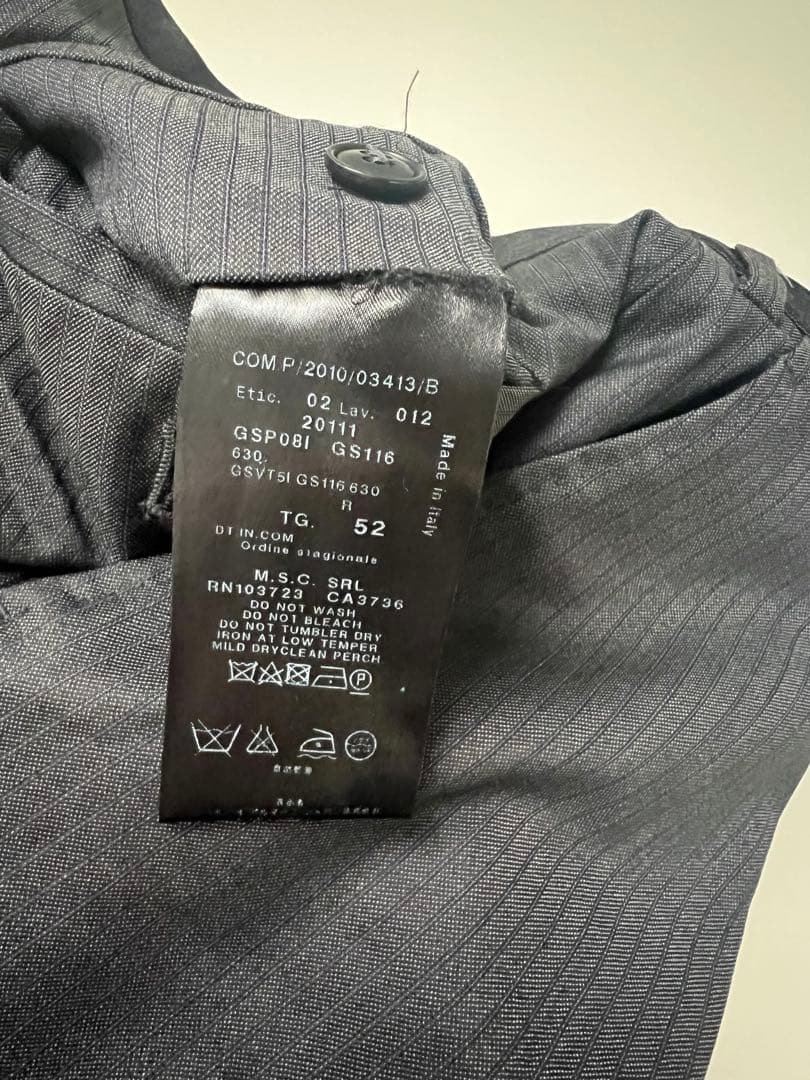 COM.P/2010/03413/B
Etic. 02 Lav. 012
20111
GSP08I GS116
630,
GSVT5I GS116 630
R
TG. 52
DT IN.COM
Ordine stagionale
Made in Italy
M.S.C. SRL
RN103723 CA3736
DO NOT WASH
DO NOT BLEACH
DO NOT TUMBLER DRY
IRON AT LOW TEMPER
MILD DRYCLEAN PERCH
P